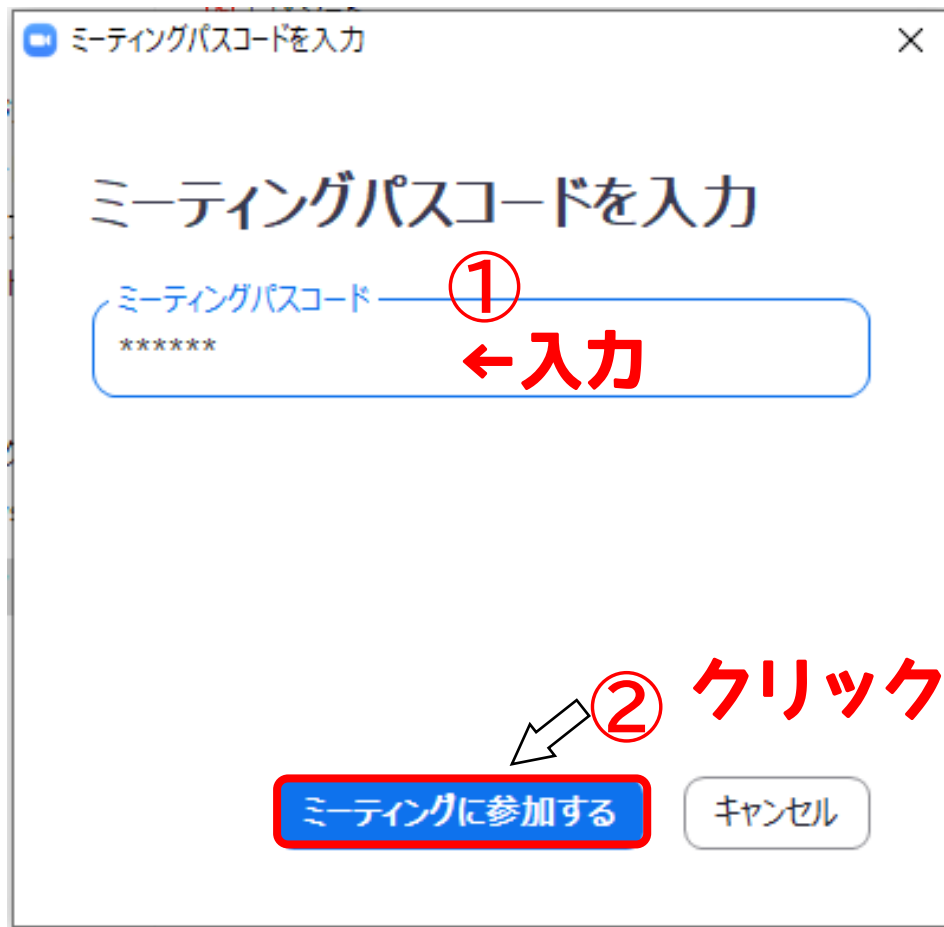 ミーティングパスコードを入力
ミーティングパスコードを入力
①
ミーティングパスコード
****** ←入力
② クリック
ミーティングに参加する キャンセル